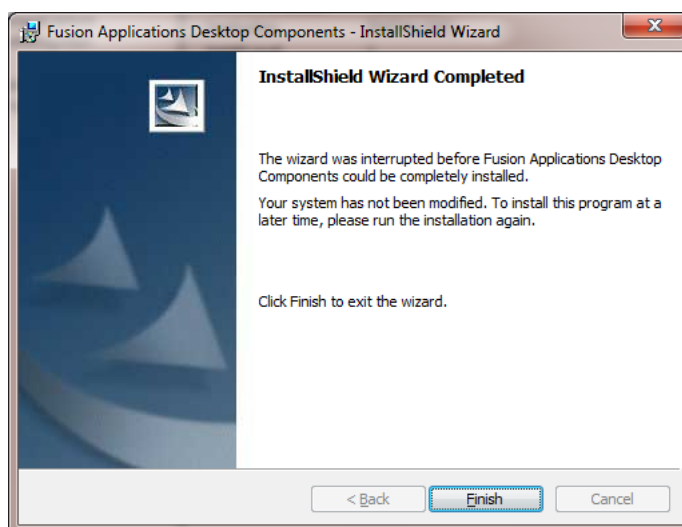 Fusion Applications Desktop Components - InstallShield Wizard
InstallShield Wizard Completed
The wizard was interrupted before Fusion Applications Desktop
Components could be completely installed.
Your system has not been modified. To install this program at a
later time, please run the installation again.
Click Finish to exit the wizard.
< Back
Finish
Cancel